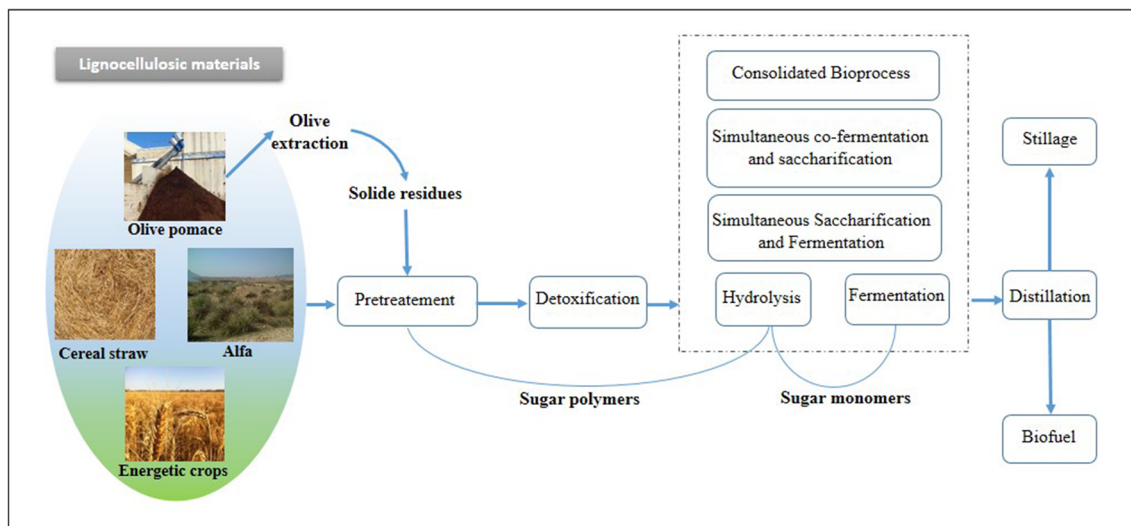 Lignocellulosic materials
Olive
extraction
Solide residues
Olive pomace
Cereal straw
Alfa
Energetic crops
Pretreatement
Detoxification
Consolidated Bioprocess
Simultaneous co-fermentation
and saccharification
Simultaneous Saccharification
and Fermentation
Hydrolysis
Fermentation
Sugar polymers
Sugar monomers
Stillage
Distillation
Biofuel